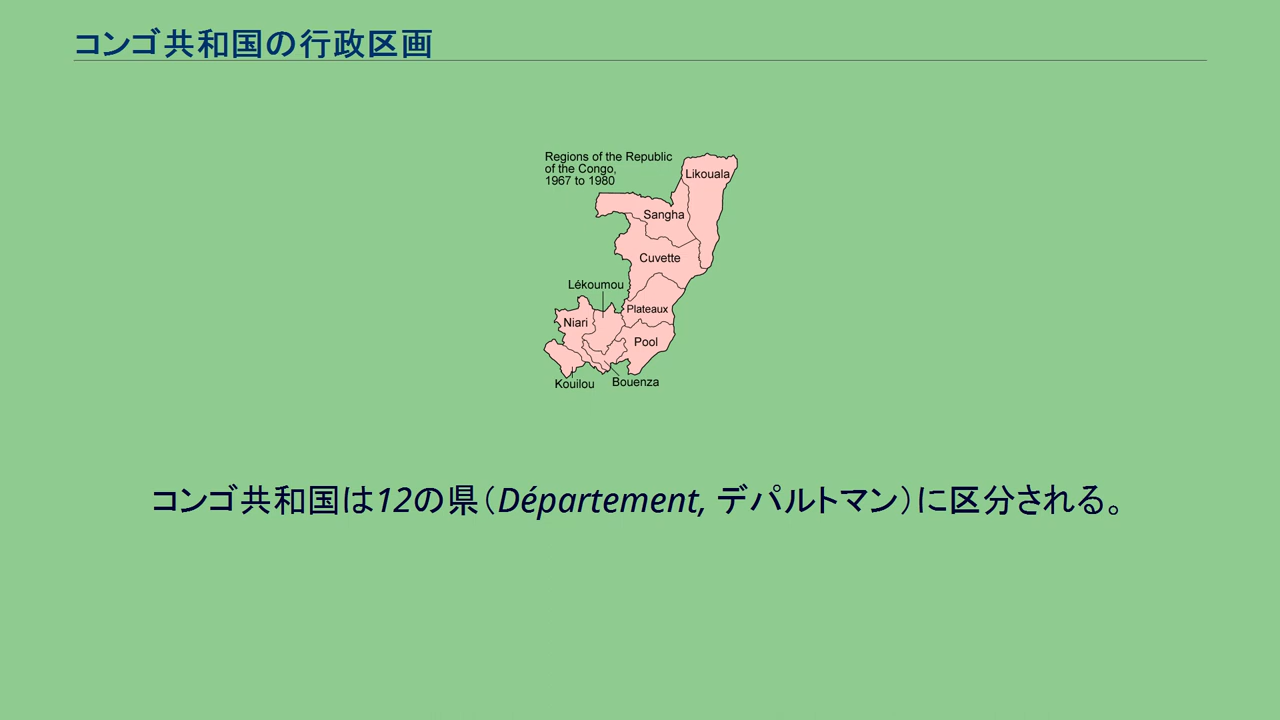 コンゴ共和国の行政区画
Regions of the Republic
of the Congo,
1967 to 1980
Likouala
Sangha
Cuvette
Lékoumou
Plateaux
Niari
Pool
Kouilou
Bouenza
コンゴ共和国は12の県（Département, デパルトマン）に区分される。